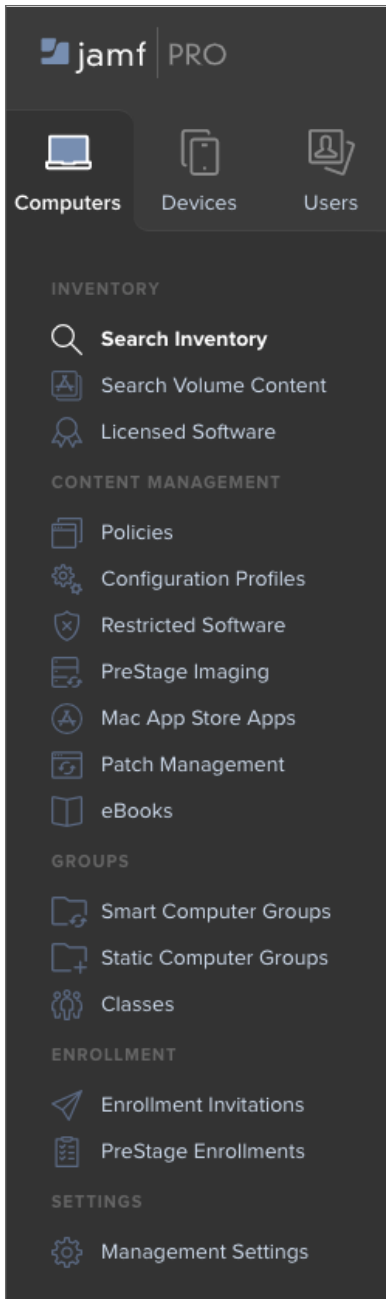 jamf PRO
Computers Devices Users
INVENTORY
Search Inventory
Search Volume Content
Licensed Software
CONTENT MANAGEMENT
Policies
Configuration Profiles
Restricted Software
PreStage Imaging
Mac App Store Apps
Patch Management
eBooks
GROUPS
Smart Computer Groups
Static Computer Groups
Classes
ENROLLMENT
Enrollment Invitations
PreStage Enrollments
SETTINGS
Management Settings